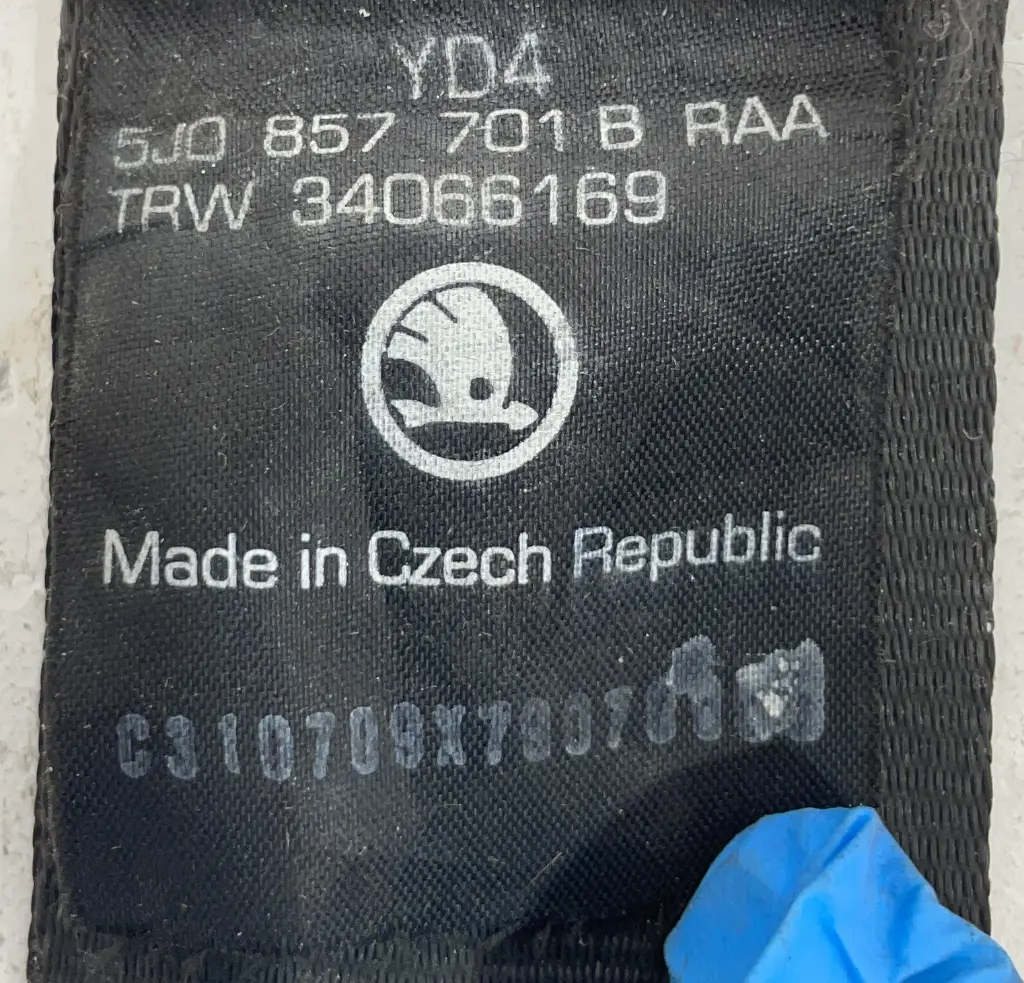 YD4
5J0 857 701 B RAA
TRW 34066169
Made in Czech Republic